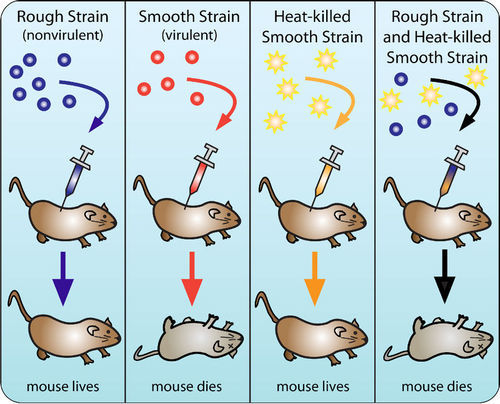 Rough Strain
(nonvirulent)
Smooth Strain
(virulent)
Heat-killed
Smooth Strain
Rough Strain
and Heat-killed
Smooth Strain
mouse lives
mouse dies
mouse lives
mouse dies